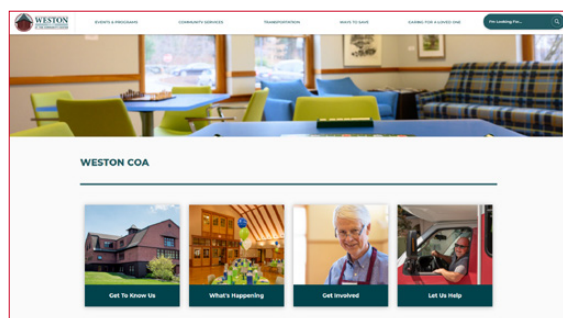 WESTON
EVENTS & PROGRAMS
COMMUNITY SERVICES
TRANSPORTATION
WAYS TO SAVE
CARING FOR A LOVED ONE
I'm Looking For...
WESTON COA
Get To Know Us
What's Happening
Get Involved
Let Us Help